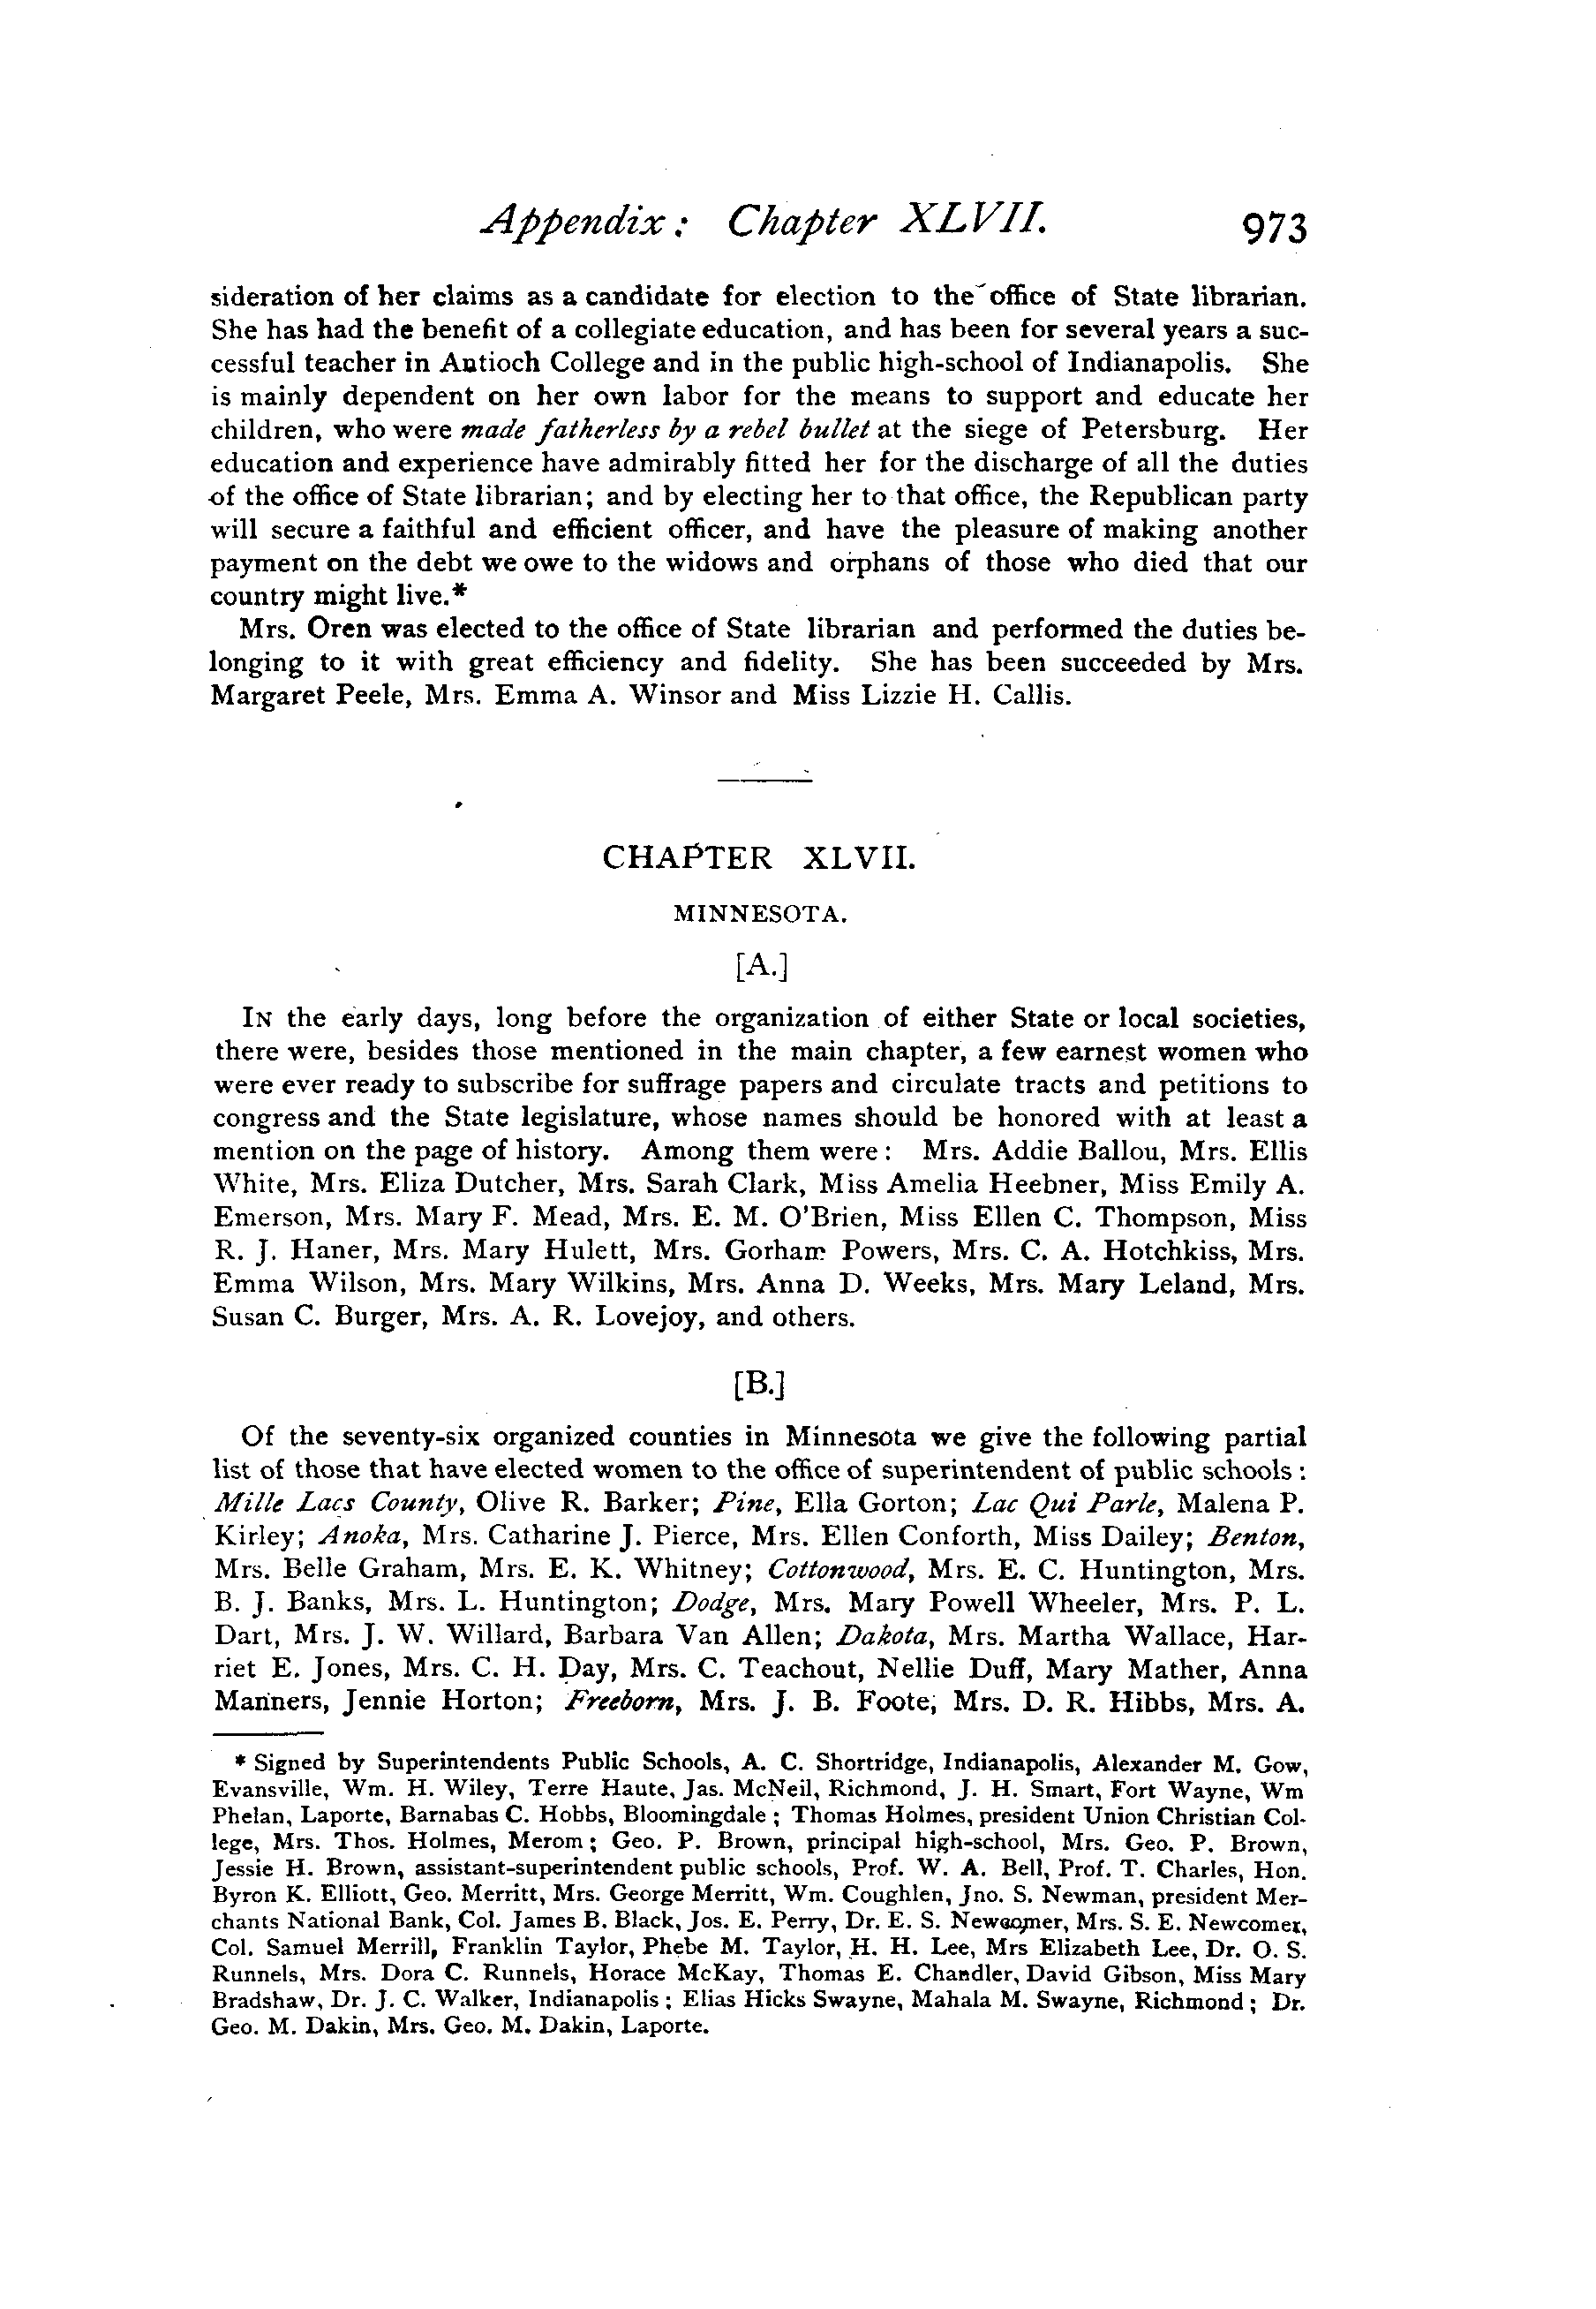 Appendix: Chapter XLVII. 973
sideration of her claims as a candidate for election to the office of State librarian.
She has had the benefit of a collegiate education, and has been for several years a suc-
cessful teacher in Antioch College and in the public high-school of Indianapolis. She
is mainly dependent on her own labor for the means to support and educate her
children, who were made fatherless by a rebel bullet at the siege of Petersburg. Her
education and experience have admirably fitted her for the discharge of all the duties
of the office of State librarian; and by electing her to that office, the Republican party
will secure a faithful and efficient officer, and have the pleasure of making another
payment on the debt we owe to the widows and orphans of those who died that our
country might live.*
Mrs. Oren was elected to the office of State librarian and performed the duties be-
longing to it with great efficiency and fidelity. She has been succeeded by Mrs.
Margaret Peele, Mrs. Emma A. Winsor and Miss Lizzie H. Callis.
CHAPTER XLVII.
MINNESOTA.
[A.]
In the early days, long before the organization of either State or local societies,
there were, besides those mentioned in the main chapter, a few earnest women who
were ever ready to subscribe for suffrage papers and circulate tracts and petitions to
congress and the State legislature, whose names should be honored with at least a
mention on the page of history. Among them were: Mrs. Addie Ballou, Mrs. Ellis
White, Mrs. Eliza Dutcher, Mrs. Sarah Clark, Miss Amelia Heebner, Miss Emily A.
Emerson, Mrs. Mary F. Mead, Mrs. E. M. O'Brien, Miss Ellen C. Thompson, Miss
R. J. Haner, Mrs. Mary Hulett, Mrs. Gorham Powers, Mrs. C. A. Hotchkiss, Mrs.
Emma Wilson, Mrs. Mary Wilkins, Mrs. Anna D. Weeks, Mrs. Mary Leland, Mrs.
Susan C. Burger, Mrs. A. R. Lovejoy, and others.
[B.]
Of the seventy-six organized counties in Minnesota we give the following partial
list of those that have elected women to the office of superintendent of public schools:
Mille Lacs County, Olive R. Barker; Pine, Ella Gorton; Lac Qui Parle, Malena P.
Kirley; Anoka, Mrs. Catharine J. Pierce, Mrs. Ellen Conforth, Miss Dailey; Benton,
Mrs. Belle Graham, Mrs. E. K. Whitney; Cottonwood, Mrs. E. C. Huntington, Mrs.
B. J. Banks, Mrs. L. Huntington; Dodge, Mrs. Mary Powell Wheeler, Mrs. P. L.
Dart, Mrs. J. W. Willard, Barbara Van Allen; Dakota, Mrs. Martha Wallace, Har-
riet E. Jones, Mrs. C. H. Day, Mrs. C. Teachout, Nellie Duff, Mary Mather, Anna
Manners, Jennie Horton; Freeborn, Mrs. J. B. Foote, Mrs. D. R. Hibbs, Mrs. A.
* Signed by Superintendents Public Schools, A. C. Shortridge, Indianapolis, Alexander M. Gow,
Evansville, Wm. H. Wiley, Terre Haute, Jas. McNeil, Richmond, J. H. Smart, Fort Wayne, Wm
Phelan, Laporte, Barnabas C. Hobbs, Bloomingdale; Thomas Holmes, president Union Christian Col-
lege, Mrs. Thos. Holmes, Merom; Geo. P. Brown, principal high-school, Mrs. Geo. P. Brown,
Jessie H. Brown, assistant-superintendent public schools, Prof. W. A. Bell, Prof. T. Charles, Hon.
Byron K. Elliott, Geo. Merritt, Mrs. George Merritt, Wm. Coughlen, Jno. S. Newman, president Mer-
chants National Bank, Col. James B. Black, Jos. E. Perry, Dr. E. S. Newcomer, Mrs. S. E. Newcomer,
Col. Samuel Merrill, Franklin Taylor, Phebe M. Taylor, H. H. Lee, Mrs Elizabeth Lee, Dr. O. S.
Runnels, Mrs. Dora C. Runnels, Horace McKay, Thomas E. Chandler, David Gibson, Miss Mary
Bradshaw, Dr. J. C. Walker, Indianapolis; Elias Hicks Swayne, Mahala M. Swayne, Richmond; Dr.
Geo. M. Dakin, Mrs. Geo. M. Dakin, Laporte.